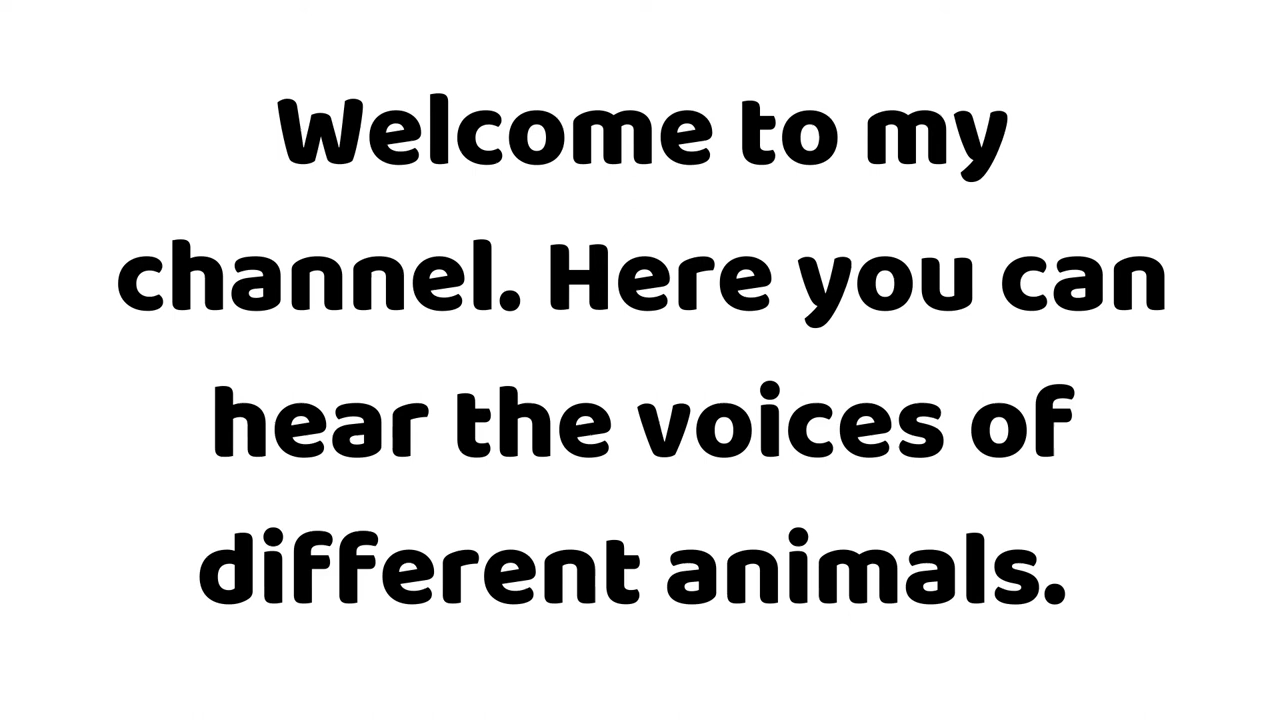 Welcome to my
channel. Here you can
hear the voices of
different animals.